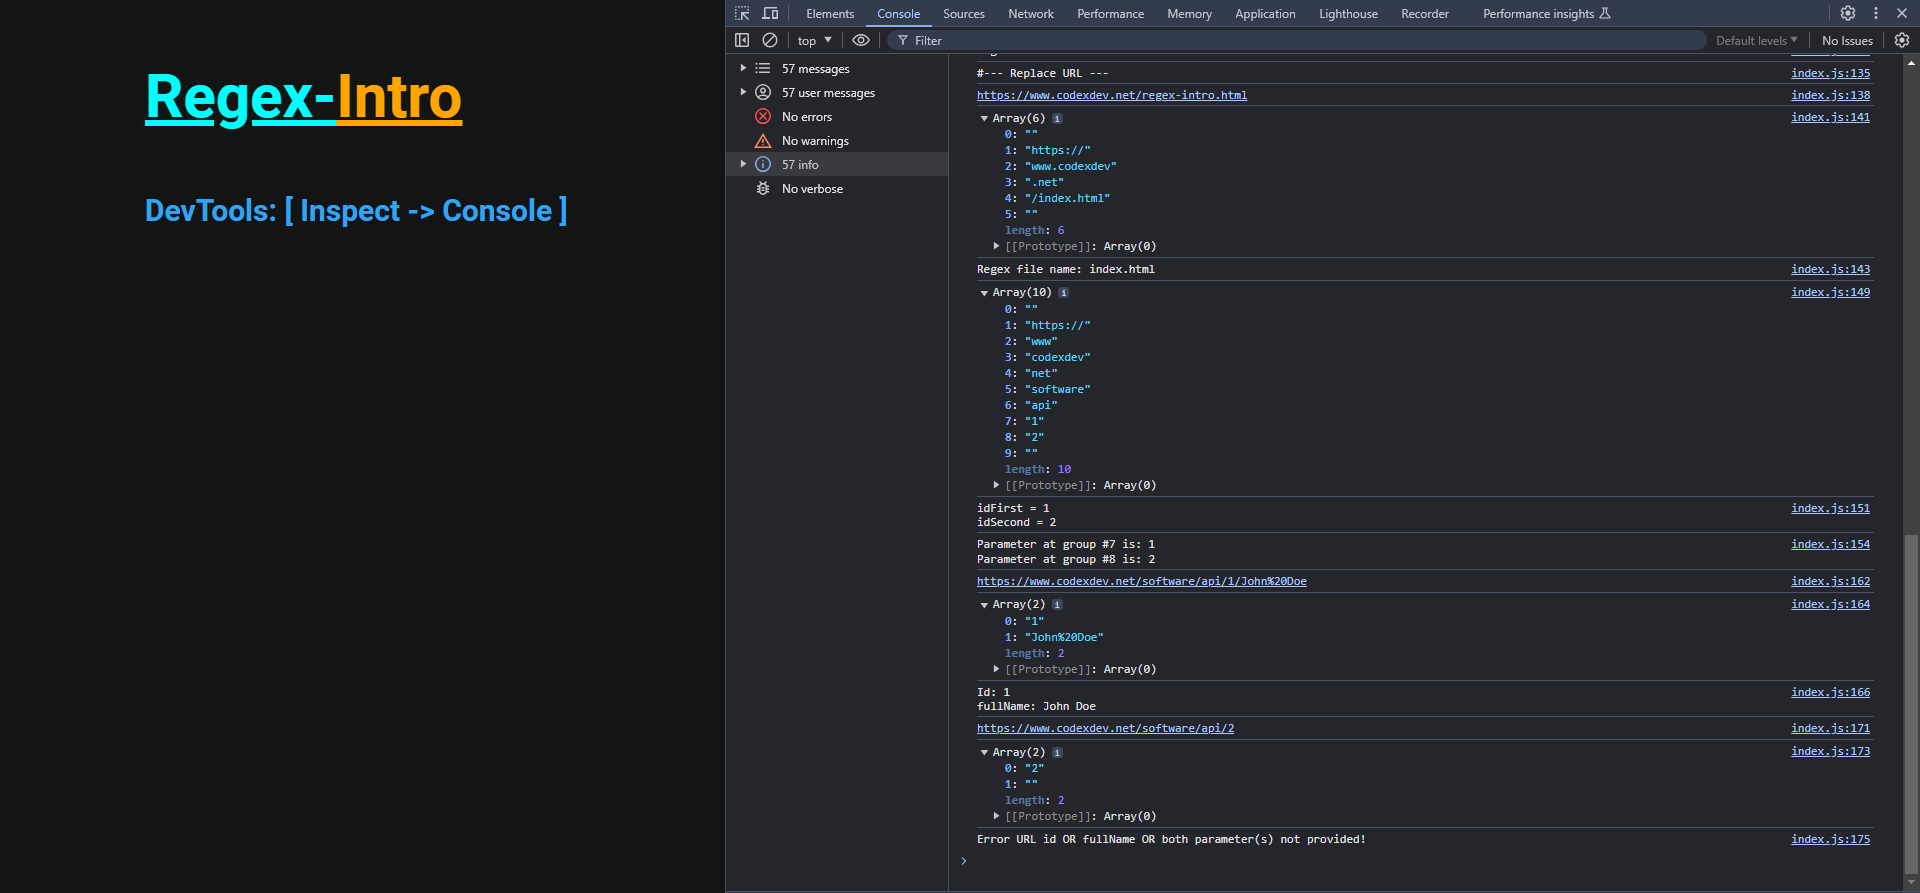 Regex-Intro
DevTools: [ Inspect -> Console ]
Elements Console Sources Network Performance Memory Application Lighthouse Recorder Performance insights
top Filter Default levels No Issues
57 messages
57 user messages
No errors
No warnings
57 info
No verbose
#--- Replace URL --- index.js:135
https://www.codexdev.net/regex-intro.html index.js:138
Array(6) i index.js:141
0: ""
1: "https://"
2: "www.codexdev"
3: ".net"
4: "/index.html"
5: ""
length: 6
[[Prototype]]: Array(0)
Regex file name: index.html index.js:143
Array(10) i index.js:149
0: ""
1: "https://"
2: "www"
3: "codexdev"
4: "net"
5: "software"
6: "api"
7: "1"
8: "2"
9: ""
length: 10
[[Prototype]]: Array(0)
idFirst = 1 index.js:151
idSecond = 2
Parameter at group #7 is: 1 index.js:154
Parameter at group #8 is: 2
https://www.codexdev.net/software/api/1/John%20Doe index.js:162
Array(2) i index.js:164
0: "1"
1: "John%20Doe"
length: 2
[[Prototype]]: Array(0)
Id: 1 index.js:166
fullName: John Doe
https://www.codexdev.net/software/api/2 index.js:171
Array(2) i index.js:173
0: "2"
1: ""
length: 2
[[Prototype]]: Array(0)
Error URL id OR fullName OR both parameter(s) not provided! index.js:175